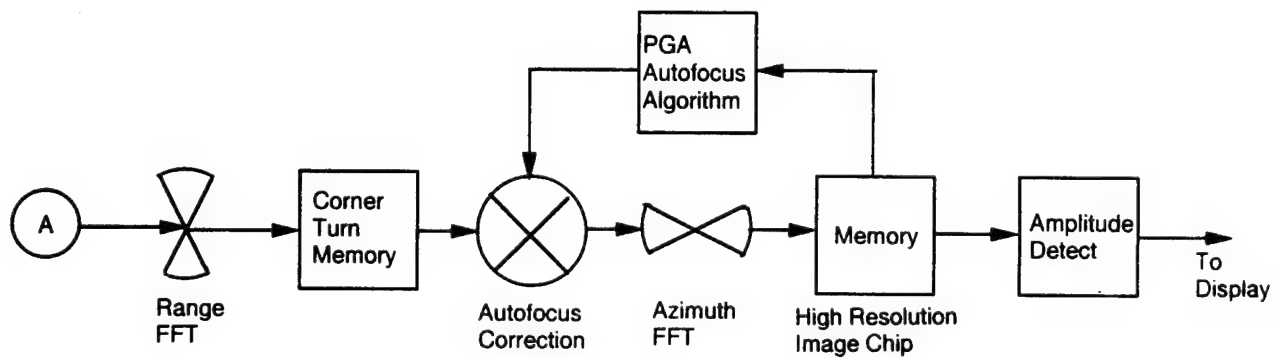 PGA
Autofocus
Algorithm
A
Corner
Turn
Memory
Memory
Amplitude
Detect
To
Display
Range
FFT
Autofocus
Correction
Azimuth
FFT
High Resolution
Image Chip